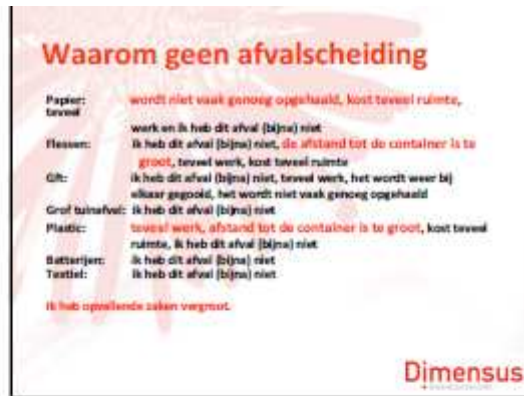 Waarom geen afvalscheiding
Papier: wordt niet vaak genoeg opgehaald, kost teveel ruimte,
teveel
werk en ik heb dit afval (bijna) niet
Flessen: ik heb dit afval (bijna) niet, de afstand tot de container is te
groot, teveel werk, kost teveel ruimte
Gft: ik heb dit afval (bijna) niet, teveel werk, het wordt weer bij
elkaar gegooid, het wordt niet vaak genoeg opgehaald
Grof tuinafval: ik heb dit afval (bijna) niet
Plastic: teveel werk, afstand tot de container is te groot, kost teveel
ruimte, ik heb dit afval (bijna) niet
Batterijen: ik heb dit afval (bijna) niet
Textiel: ik heb dit afval (bijna) niet
Ik heb opvallende zaken vergroot.
Dimensus